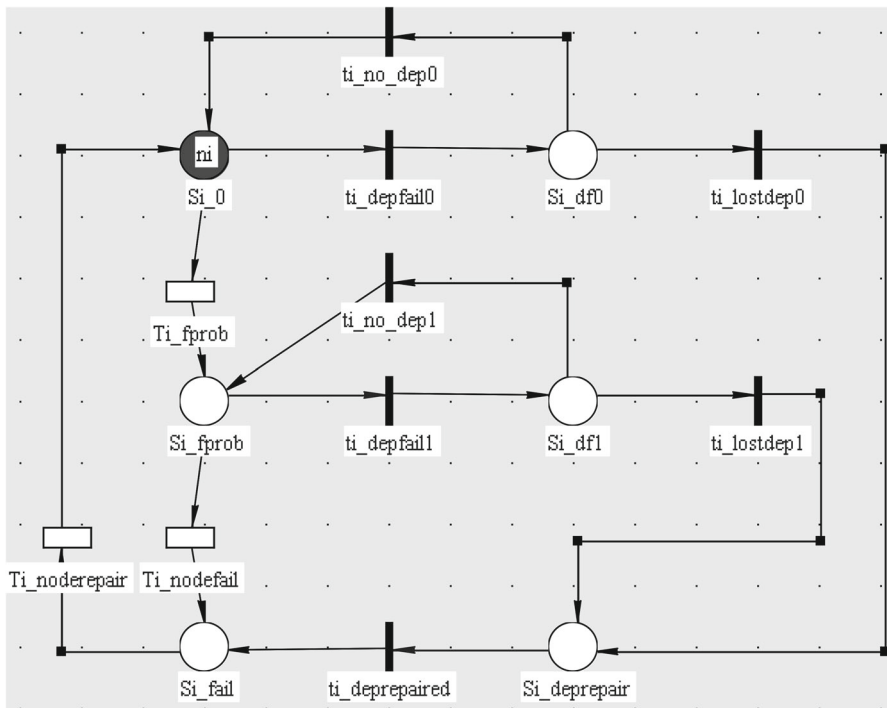 ti_no_dep0
ni
Si_0
ti_depfail0
Si_df0
ti_lostdep0
Ti_fprob
ti_no_dep1
Si_fprob
ti_depfail1
Si_df1
ti_lostdep1
Ti_noderepair
Ti_nodefail
Si_fail
ti_deprepaired
Si_deprepair